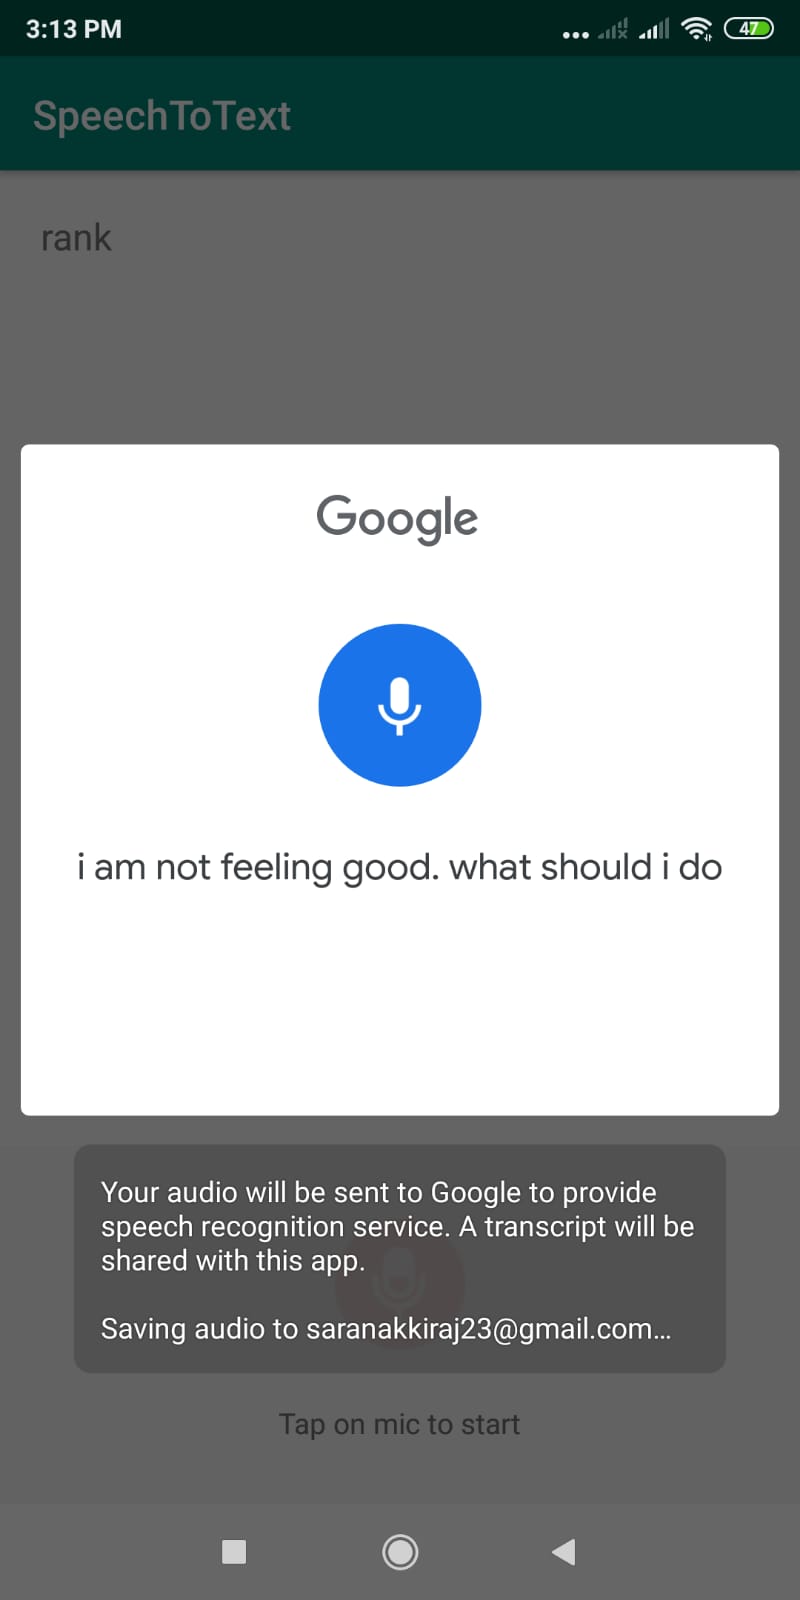 3:13 PM
47
SpeechToText
rank
Google
i am not feeling good. what should i do
Your audio will be sent to Google to provide
speech recognition service. A transcript will be
shared with this app.
Saving audio to saranakkiraj23@gmail.com...
Tap on mic to start